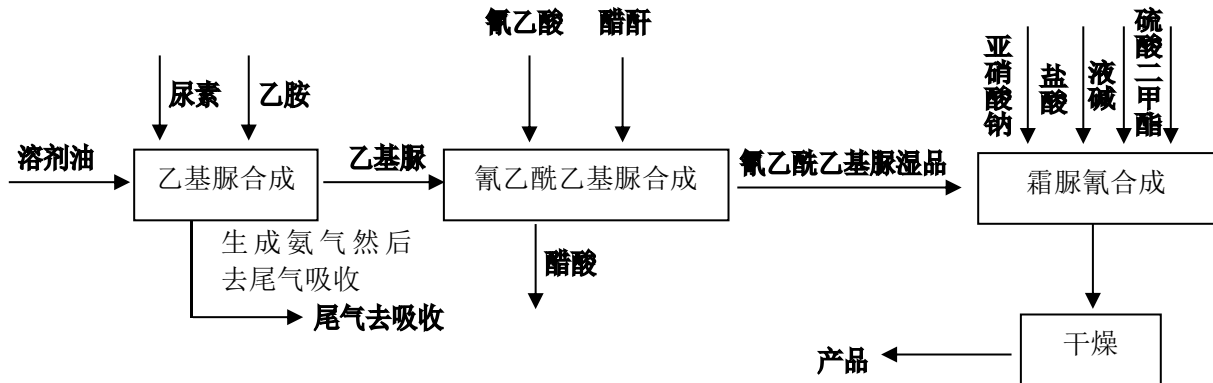 氰乙酸
醋酐
亚硝酸钠
盐酸
液碱
硫酸二甲酯
尿素
乙胺
溶剂油
乙基脲合成
乙基脲
氰乙酰乙基脲合成
氰乙酰乙基脲湿品
霜脲氰合成
生成氨气然后
去尾气吸收
醋酸
尾气去吸收
干燥
产品